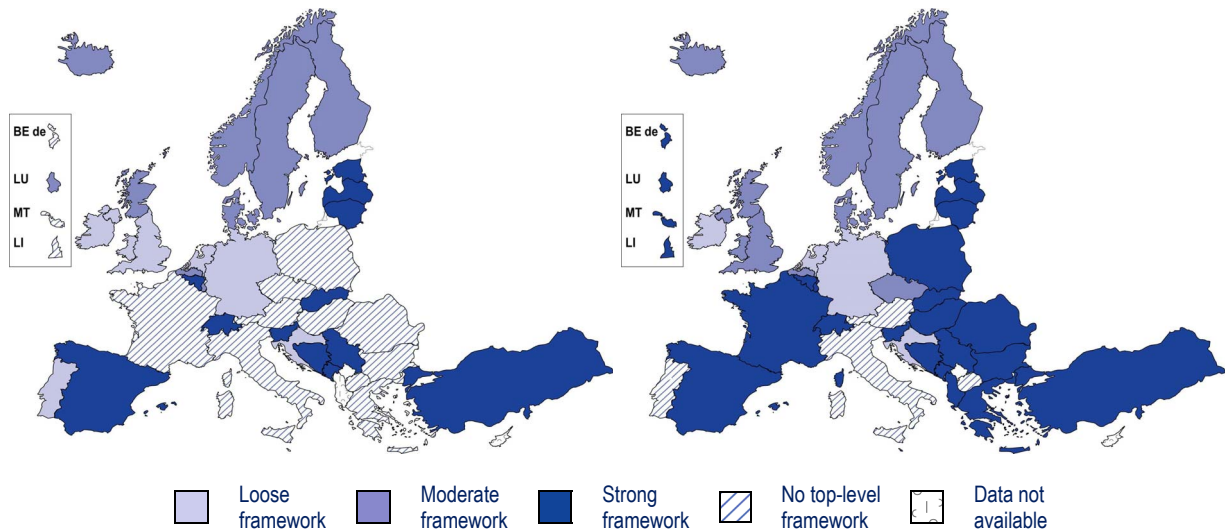 BE de
LU
MT
LI
BE de
LU
MT
LI
Loose
framework
Moderate
framework
Strong
framework
No top-level
framework
Data not
available